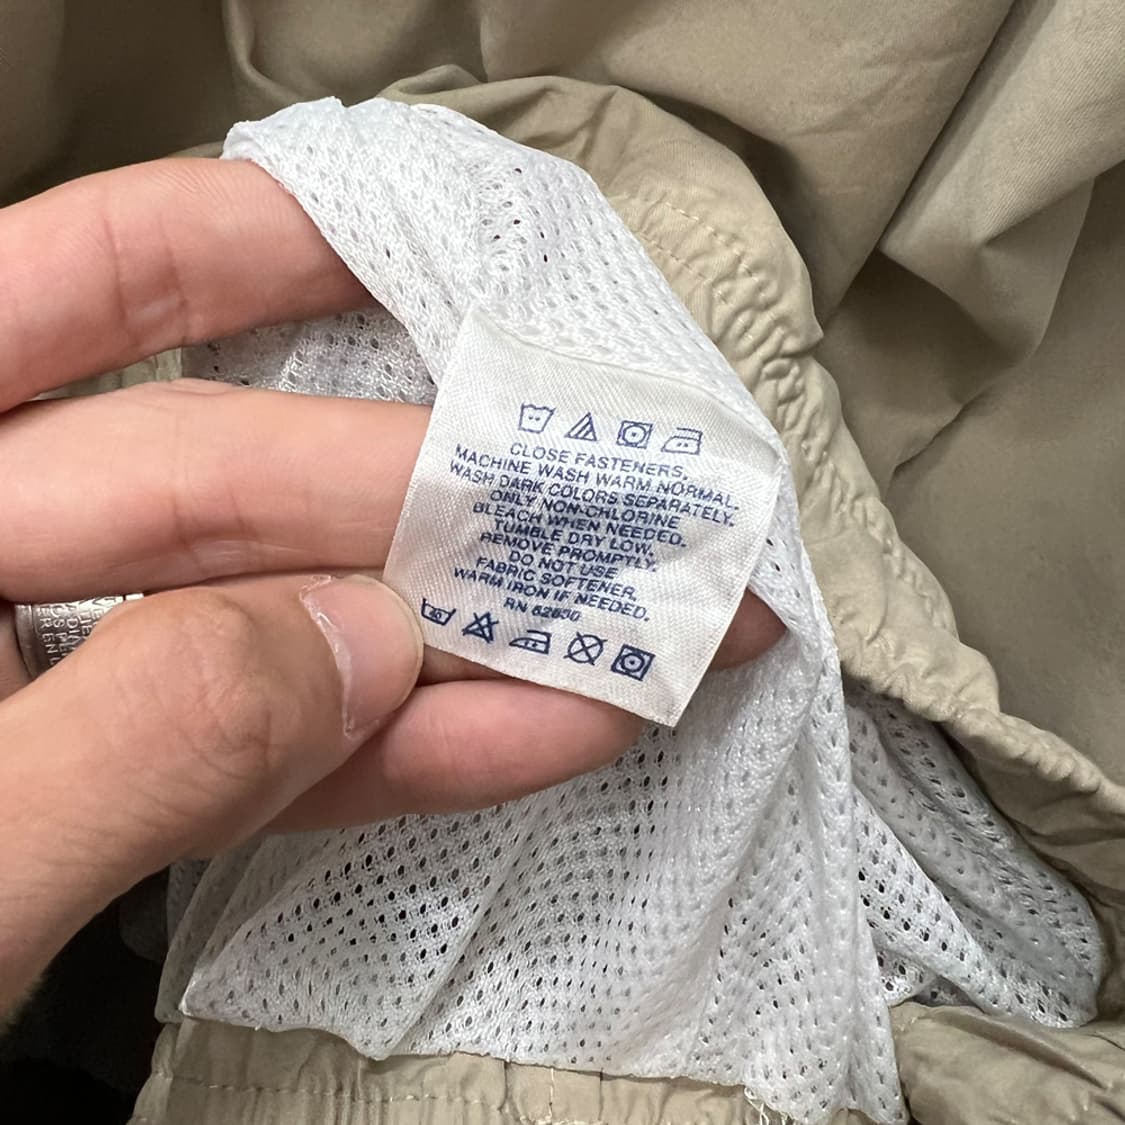 CLOSE FASTENERS.
MACHINE WASH WARM NORMAL.
WASH DARK COLORS SEPARATELY.
ONLY NON-CHLORINE
BLEACH WHEN NEEDED.
TUMBLE DRY LOW.
REMOVE PROMPTLY.
DO NOT USE
FABRIC SOFTENER.
WARM IRON IF NEEDED.
RN